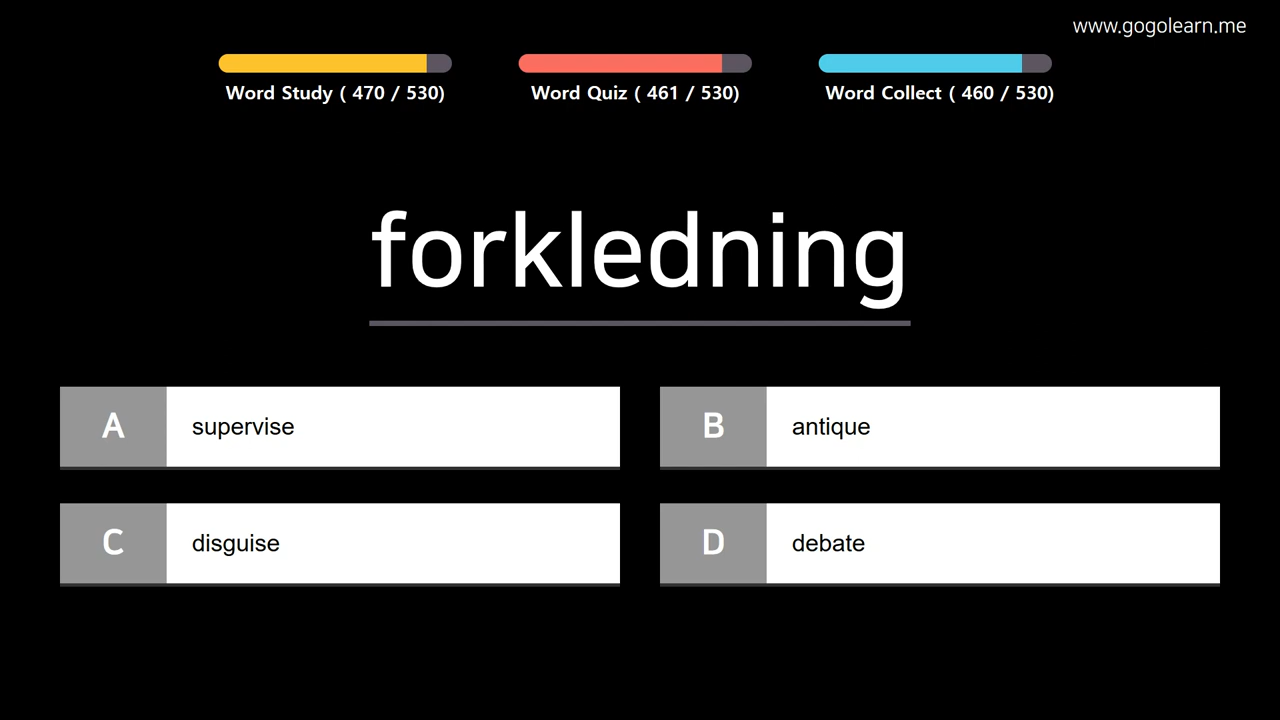 www.gogolearn.me
Word Study ( 470 / 530)
Word Quiz ( 461 / 530)
Word Collect ( 460 / 530)
forkledning
A supervise
B antique
C disguise
D debate